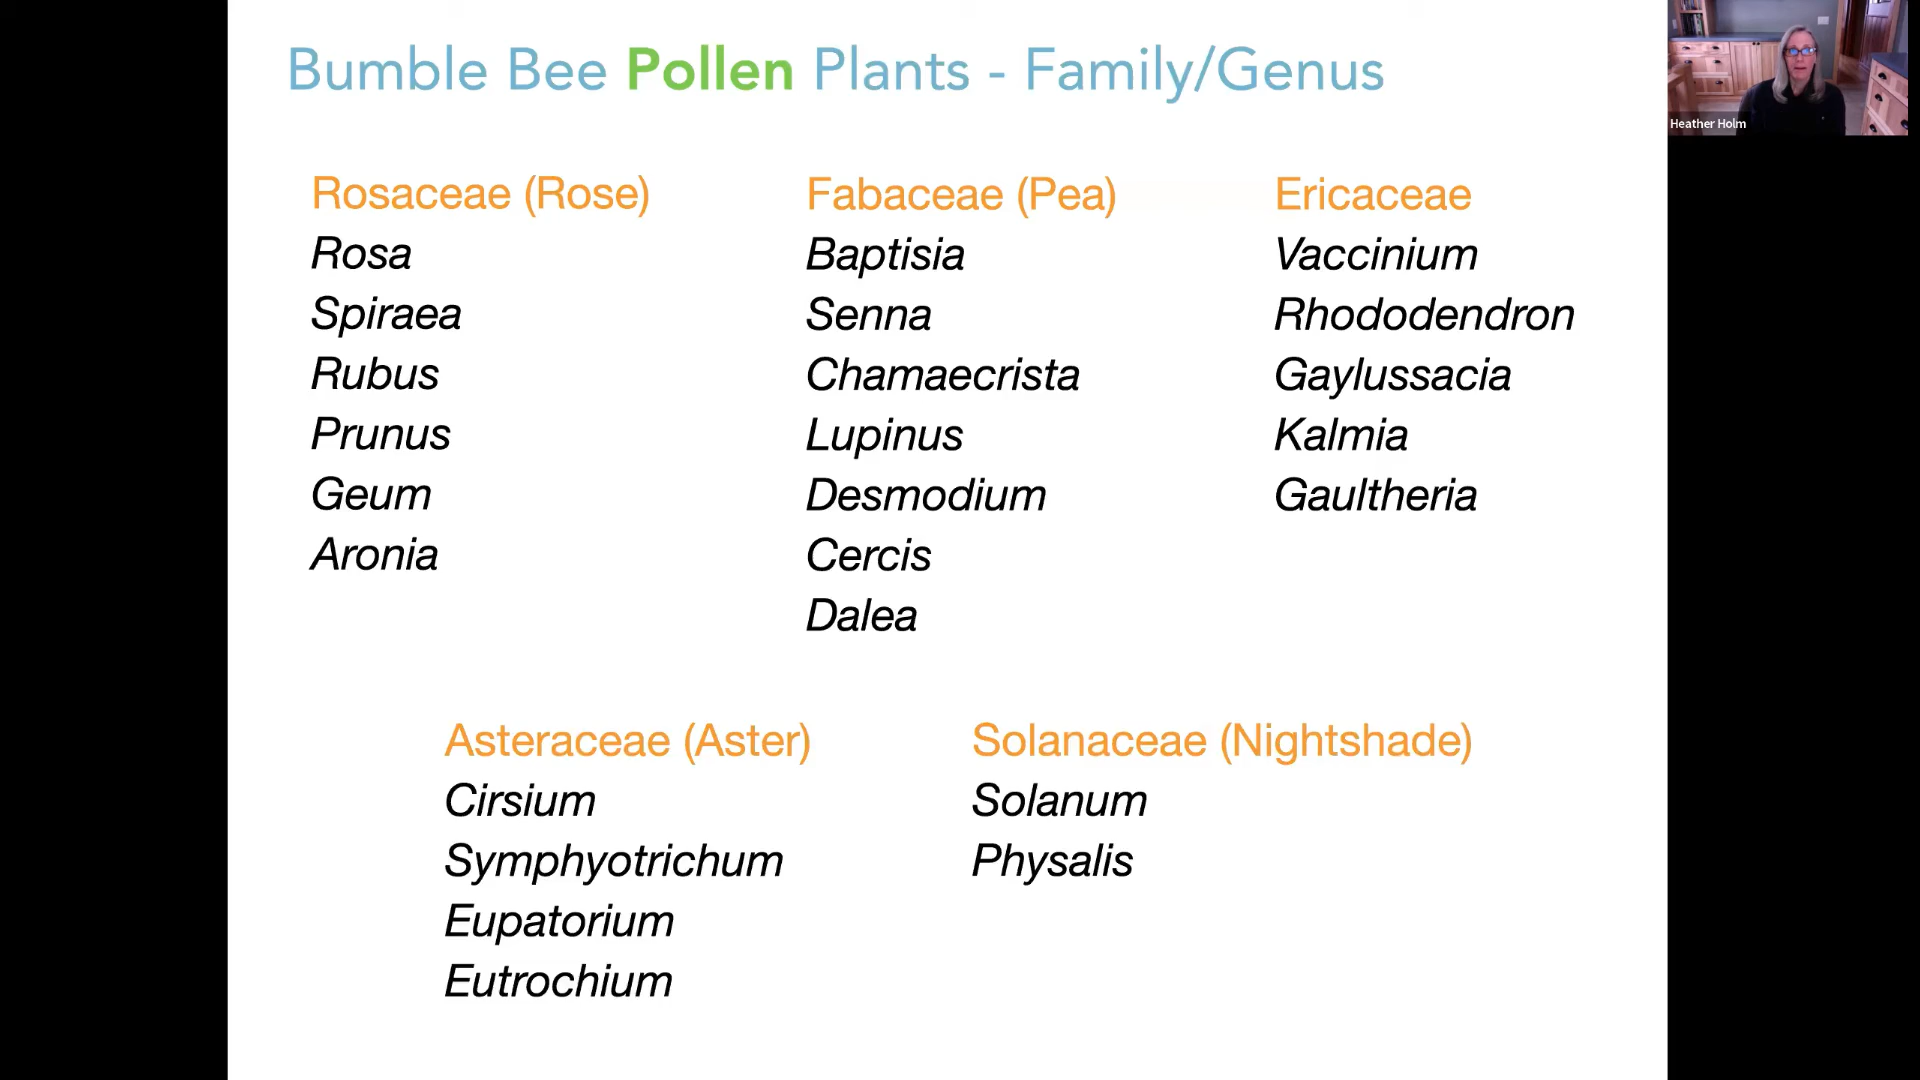 Bumble Bee Pollen Plants - Family/Genus
Heather Holm
Rosaceae (Rose)
Rosa
Spiraea
Rubus
Prunus
Geum
Aronia
Fabaceae (Pea)
Baptisia
Senna
Chamaecrista
Lupinus
Desmodium
Cercis
Dalea
Ericaceae
Vaccinium
Rhododendron
Gaylussacia
Kalmia
Gaultheria
Asteraceae (Aster)
Cirsium
Symphyotrichum
Eupatorium
Eutrochium
Solanaceae (Nightshade)
Solanum
Physalis